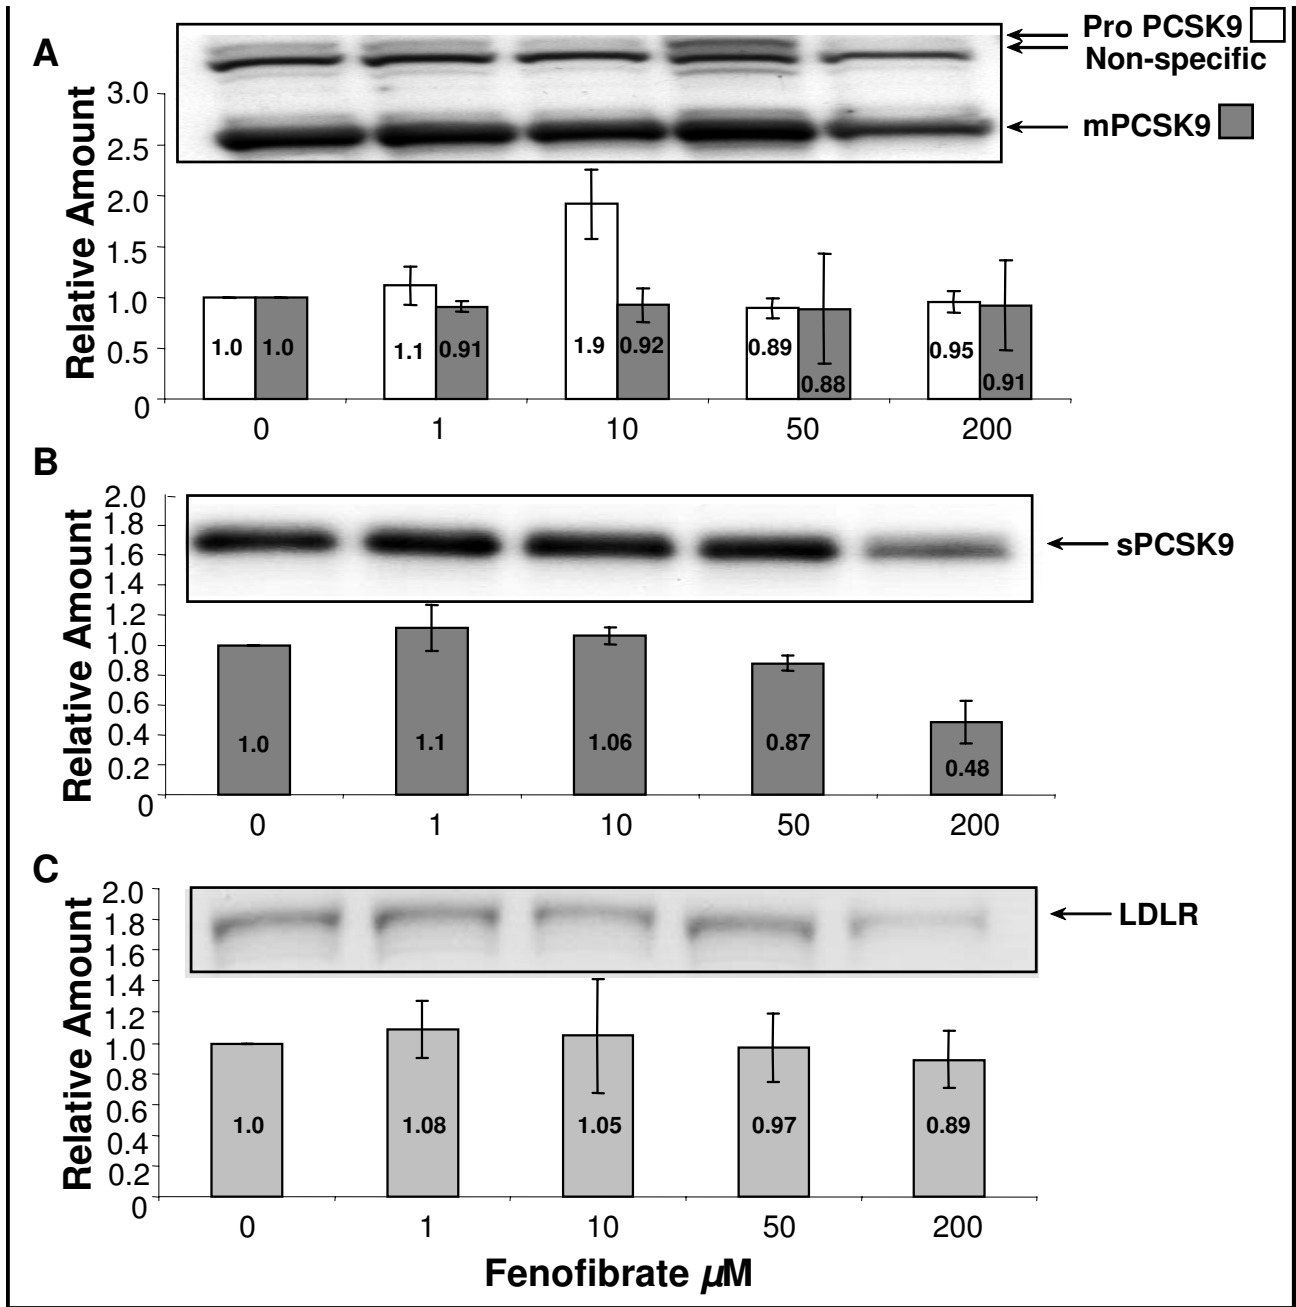 A
Pro PCSK9
Non-specific
mPCSK9
Relative Amount
3.0
2.5
2.0
1.5
1.0
0.5
0
1.0 1.0 1.1 0.91 1.9 0.92 0.89 0.88 0.95 0.91
0 1 10 50 200
B
sPCSK9
Relative Amount
2.0
1.8
1.6
1.4
1.2
1.0
0.8
0.6
0.4
0.2
0
1.0 1.1 1.06 0.87 0.48
0 1 10 50 200
C
LDLR
Relative Amount
2.0
1.8
1.6
1.4
1.2
1.0
0.8
0.6
0.4
0.2
0
1.0 1.08 1.05 0.97 0.89
0 1 10 50 200
Fenofibrate µM